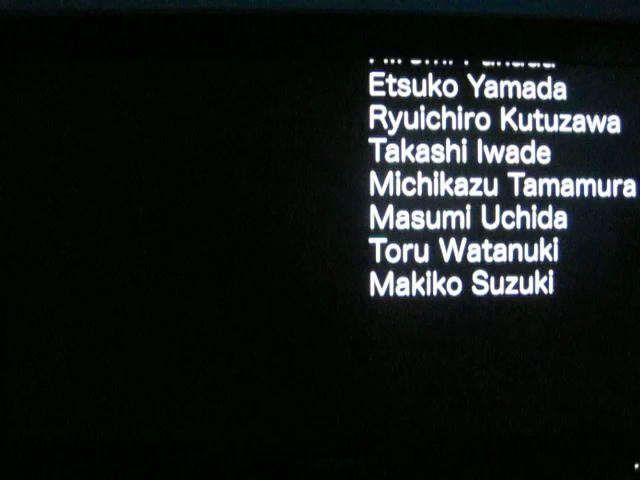 Etsuko Yamada
Ryuichiro Kutuzawa
Takashi Iwade
Michikazu Tamamura
Masumi Uchida
Toru Watanuki
Makiko Suzuki